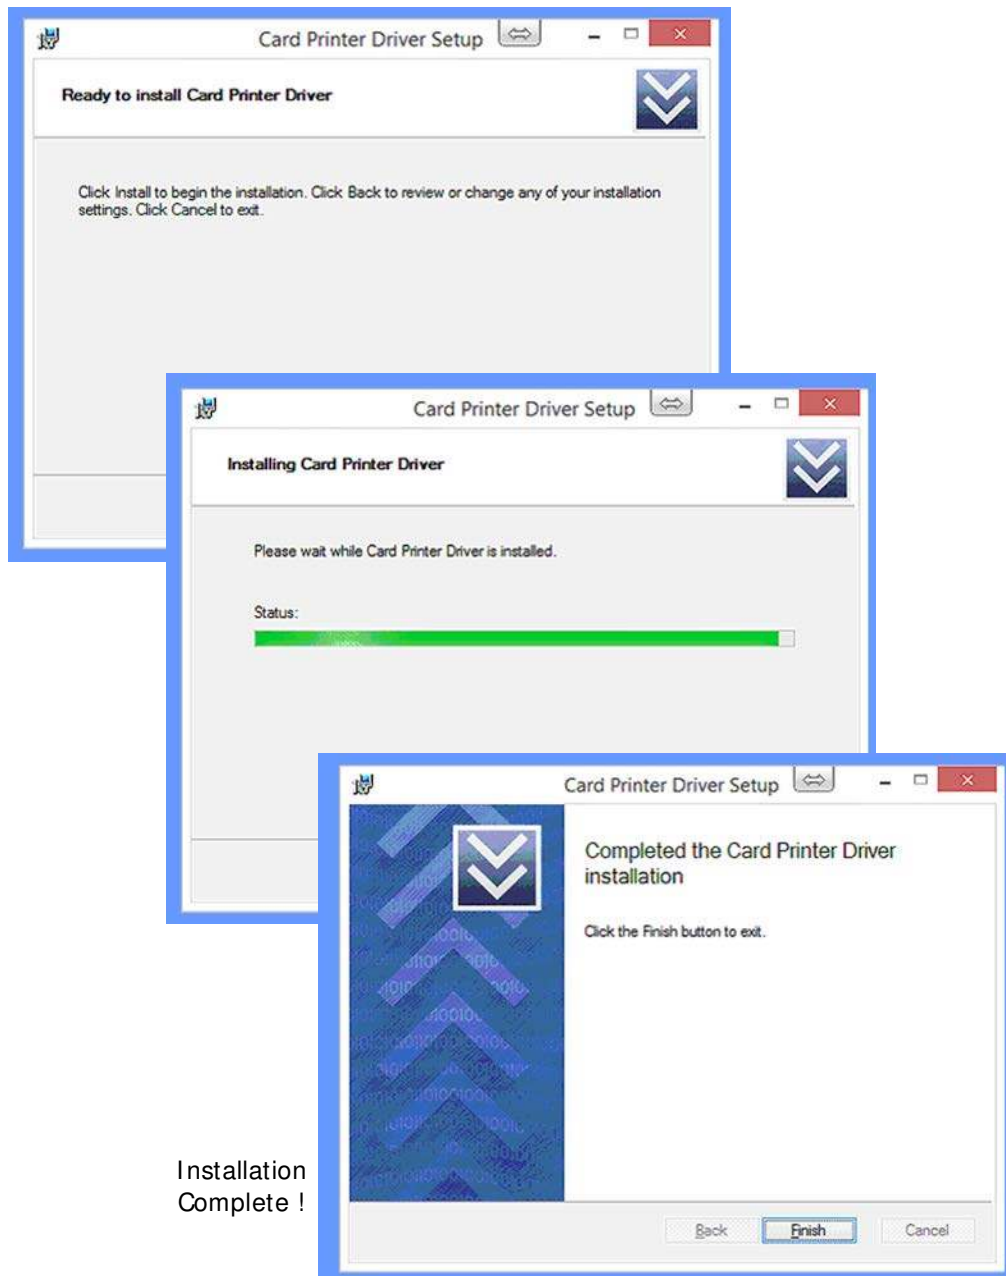 Card Printer Driver Setup
Ready to install Card Printer Driver
Click Install to begin the installation. Click Back to review or change any of your installation
settings. Click Cancel to exit.
Card Printer Driver Setup
Installing Card Printer Driver
Please wait while Card Printer Driver is installed.
Status:
Card Printer Driver Setup
Completed the Card Printer Driver
installation
Click the Finish button to exit.
Installation
Complete !
Back Finish Cancel